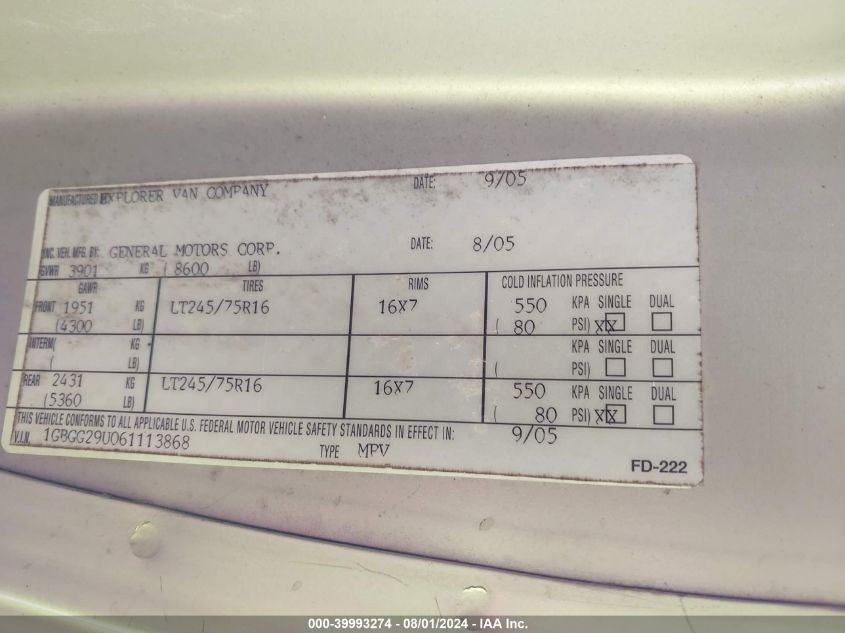 MANUFACTURED BY EXPLORER VAN COMPANY DATE: 9/05
INC. VEH. MFG. BY: GENERAL MOTORS CORP. DATE: 8/05
GVWR 3901 KG ( 8600 LB)
GAWR TIRES RIMS COLD INFLATION PRESSURE
FRONT 1951 KG LT245/75R16 16X7 550 KPA SINGLE DUAL
(4300 LB) ( 80 PSI) XX
INTERM( KG KPA SINGLE DUAL
( LB) ( PSI)
REAR 2431 KG LT245/75R16 16X7 550 KPA SINGLE DUAL
(5360 LB) ( 80 PSI) XX
THIS VEHICLE CONFORMS TO ALL APPLICABLE U.S. FEDERAL MOTOR VEHICLE SAFETY STANDARDS IN EFFECT IN: 9/05
V.I.N. 1GBGG29U061113868 TYPE MPV
FD-222
000-39993274 - 08/01/2024 - IAA Inc.